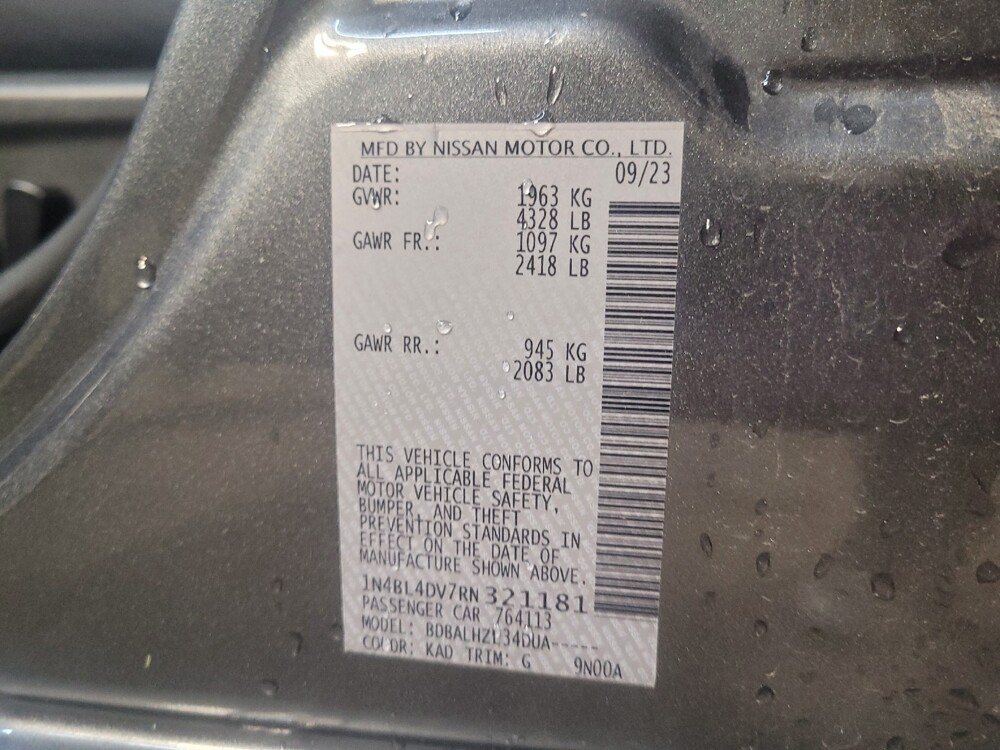 MFD BY NISSAN MOTOR CO., LTD.
DATE: 09/23
GVWR: 1963 KG
4328 LB
GAWR FR.: 1097 KG
2418 LB
GAWR RR.: 945 KG
2083 LB
THIS VEHICLE CONFORMS TO
ALL APPLICABLE FEDERAL
MOTOR VEHICLE SAFETY,
BUMPER, AND THEFT
PREVENTION STANDARDS IN
EFFECT ON THE DATE OF
MANUFACTURE SHOWN ABOVE.
1N4BL4DV7RN321181
PASSENGER CAR 764113
MODEL: BDBALHZL34DUA-----
COLOR: KAD TRIM: G 9N00A